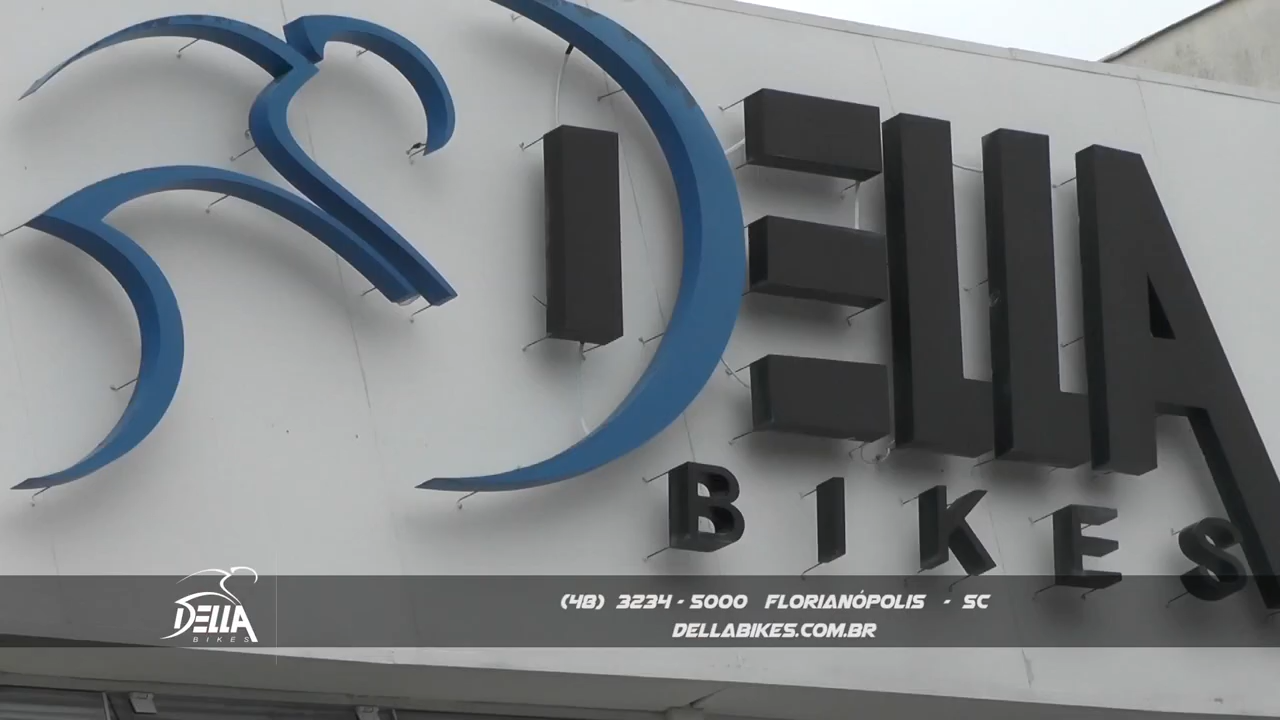 DELLA
BIKES
DELLA
BIKES
(48) 3234 - 5000 FLORIANÓPOLIS - SC
DELLABIKES.COM.BR